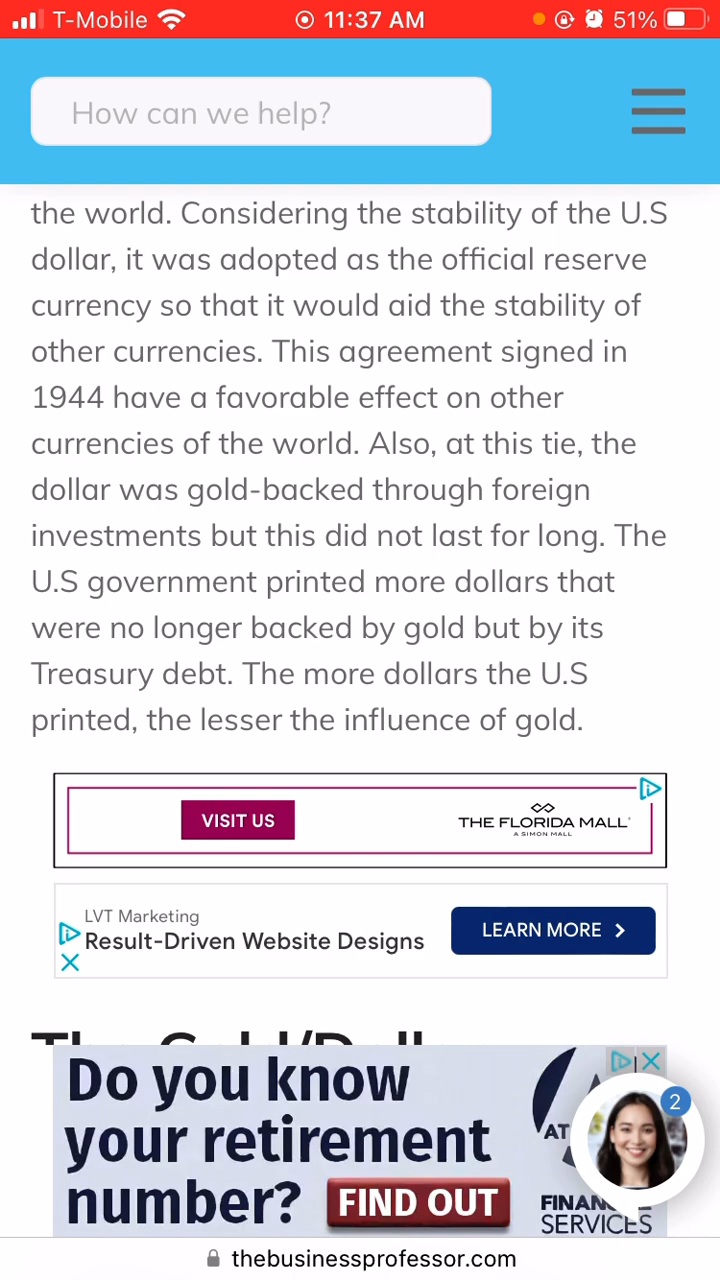 T-Mobile 11:37 AM 51%
How can we help?
the world. Considering the stability of the U.S
dollar, it was adopted as the official reserve
currency so that it would aid the stability of
other currencies. This agreement signed in
1944 have a favorable effect on other
currencies of the world. Also, at this tie, the
dollar was gold-backed through foreign
investments but this did not last for long. The
U.S government printed more dollars that
were no longer backed by gold but by its
Treasury debt. The more dollars the U.S
printed, the lesser the influence of gold.
VISIT US
THE FLORIDA MALL
A SIMON MALL
LVT Marketing
Result-Driven Website Designs
LEARN MORE
Do you know
your retirement
number?
FIND OUT
2
SERVICES
thebusinessprofessor.com